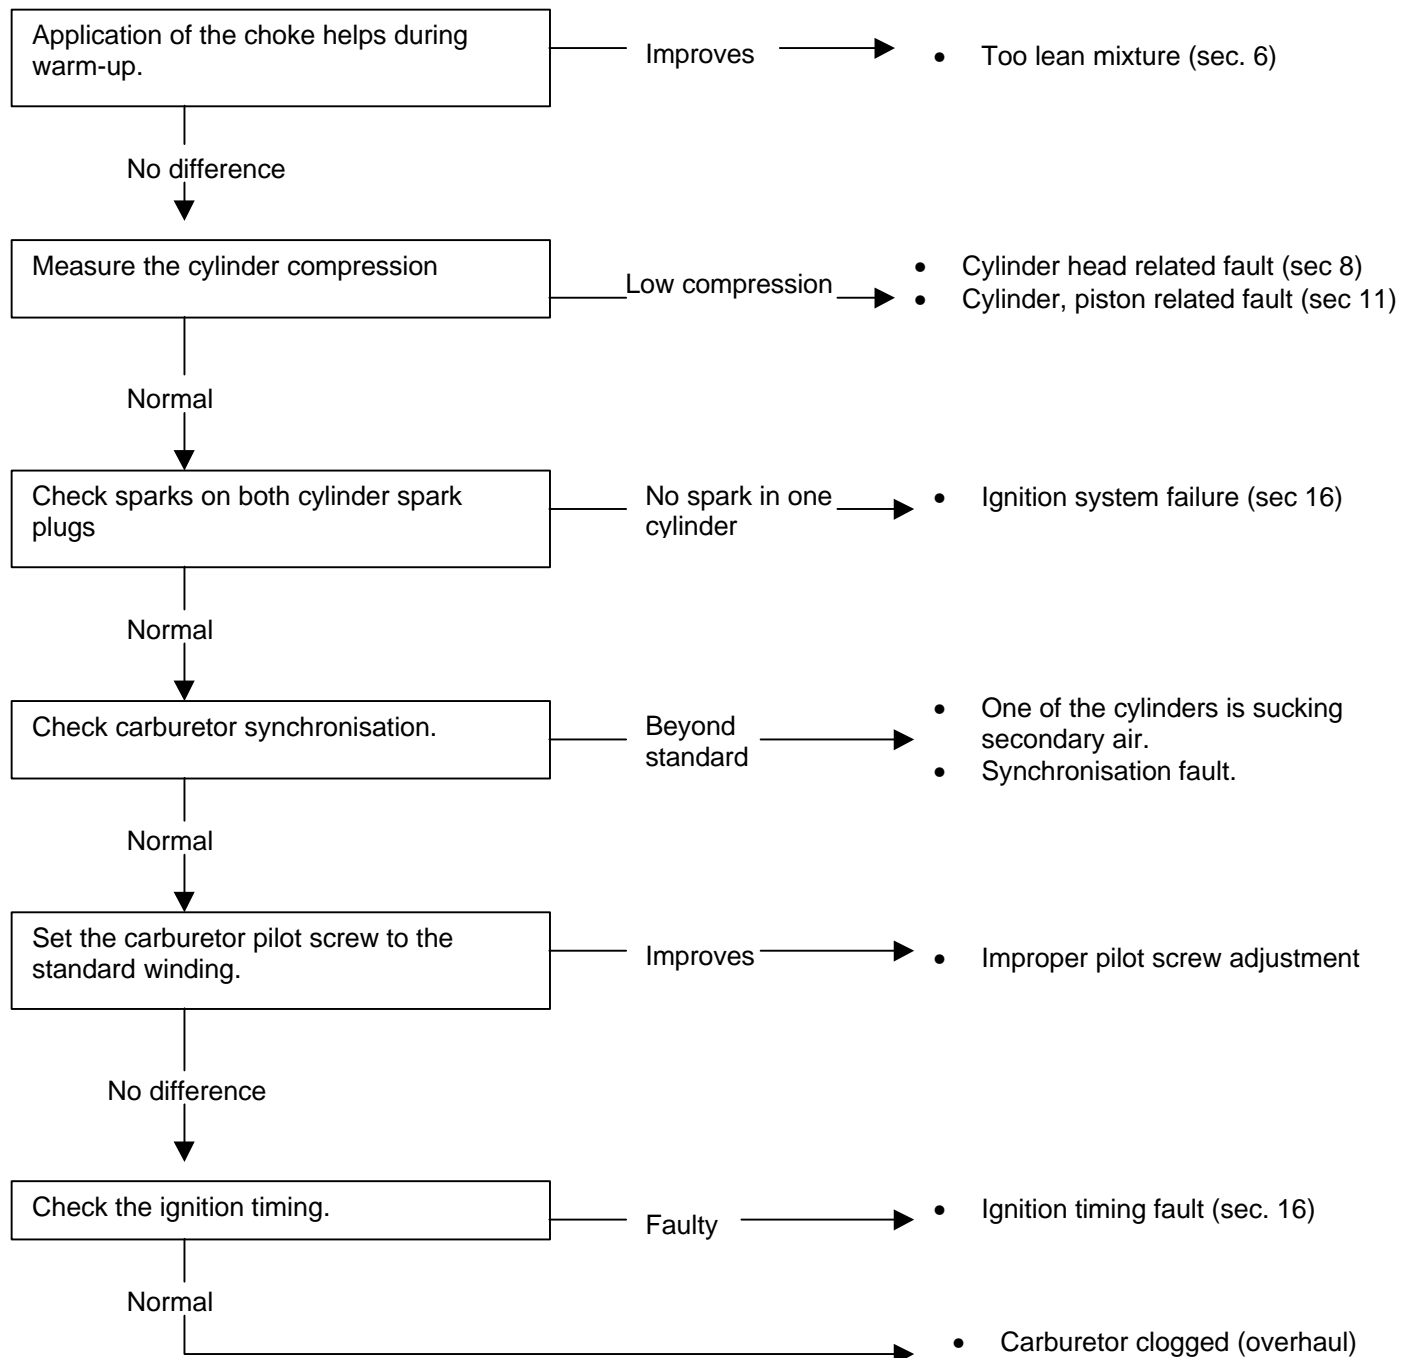 Application of the choke helps during
warm-up.
Improves
• Too lean mixture (sec. 6)
No difference
Measure the cylinder compression
Low compression
• Cylinder head related fault (sec 8)
• Cylinder, piston related fault (sec 11)
Normal
Check sparks on both cylinder spark
plugs
No spark in one
cylinder
• Ignition system failure (sec 16)
Normal
Check carburetor synchronisation.
Beyond
standard
• One of the cylinders is sucking
secondary air.
• Synchronisation fault.
Normal
Set the carburetor pilot screw to the
standard winding.
Improves
• Improper pilot screw adjustment
No difference
Check the ignition timing.
Faulty
• Ignition timing fault (sec. 16)
Normal
• Carburetor clogged (overhaul)